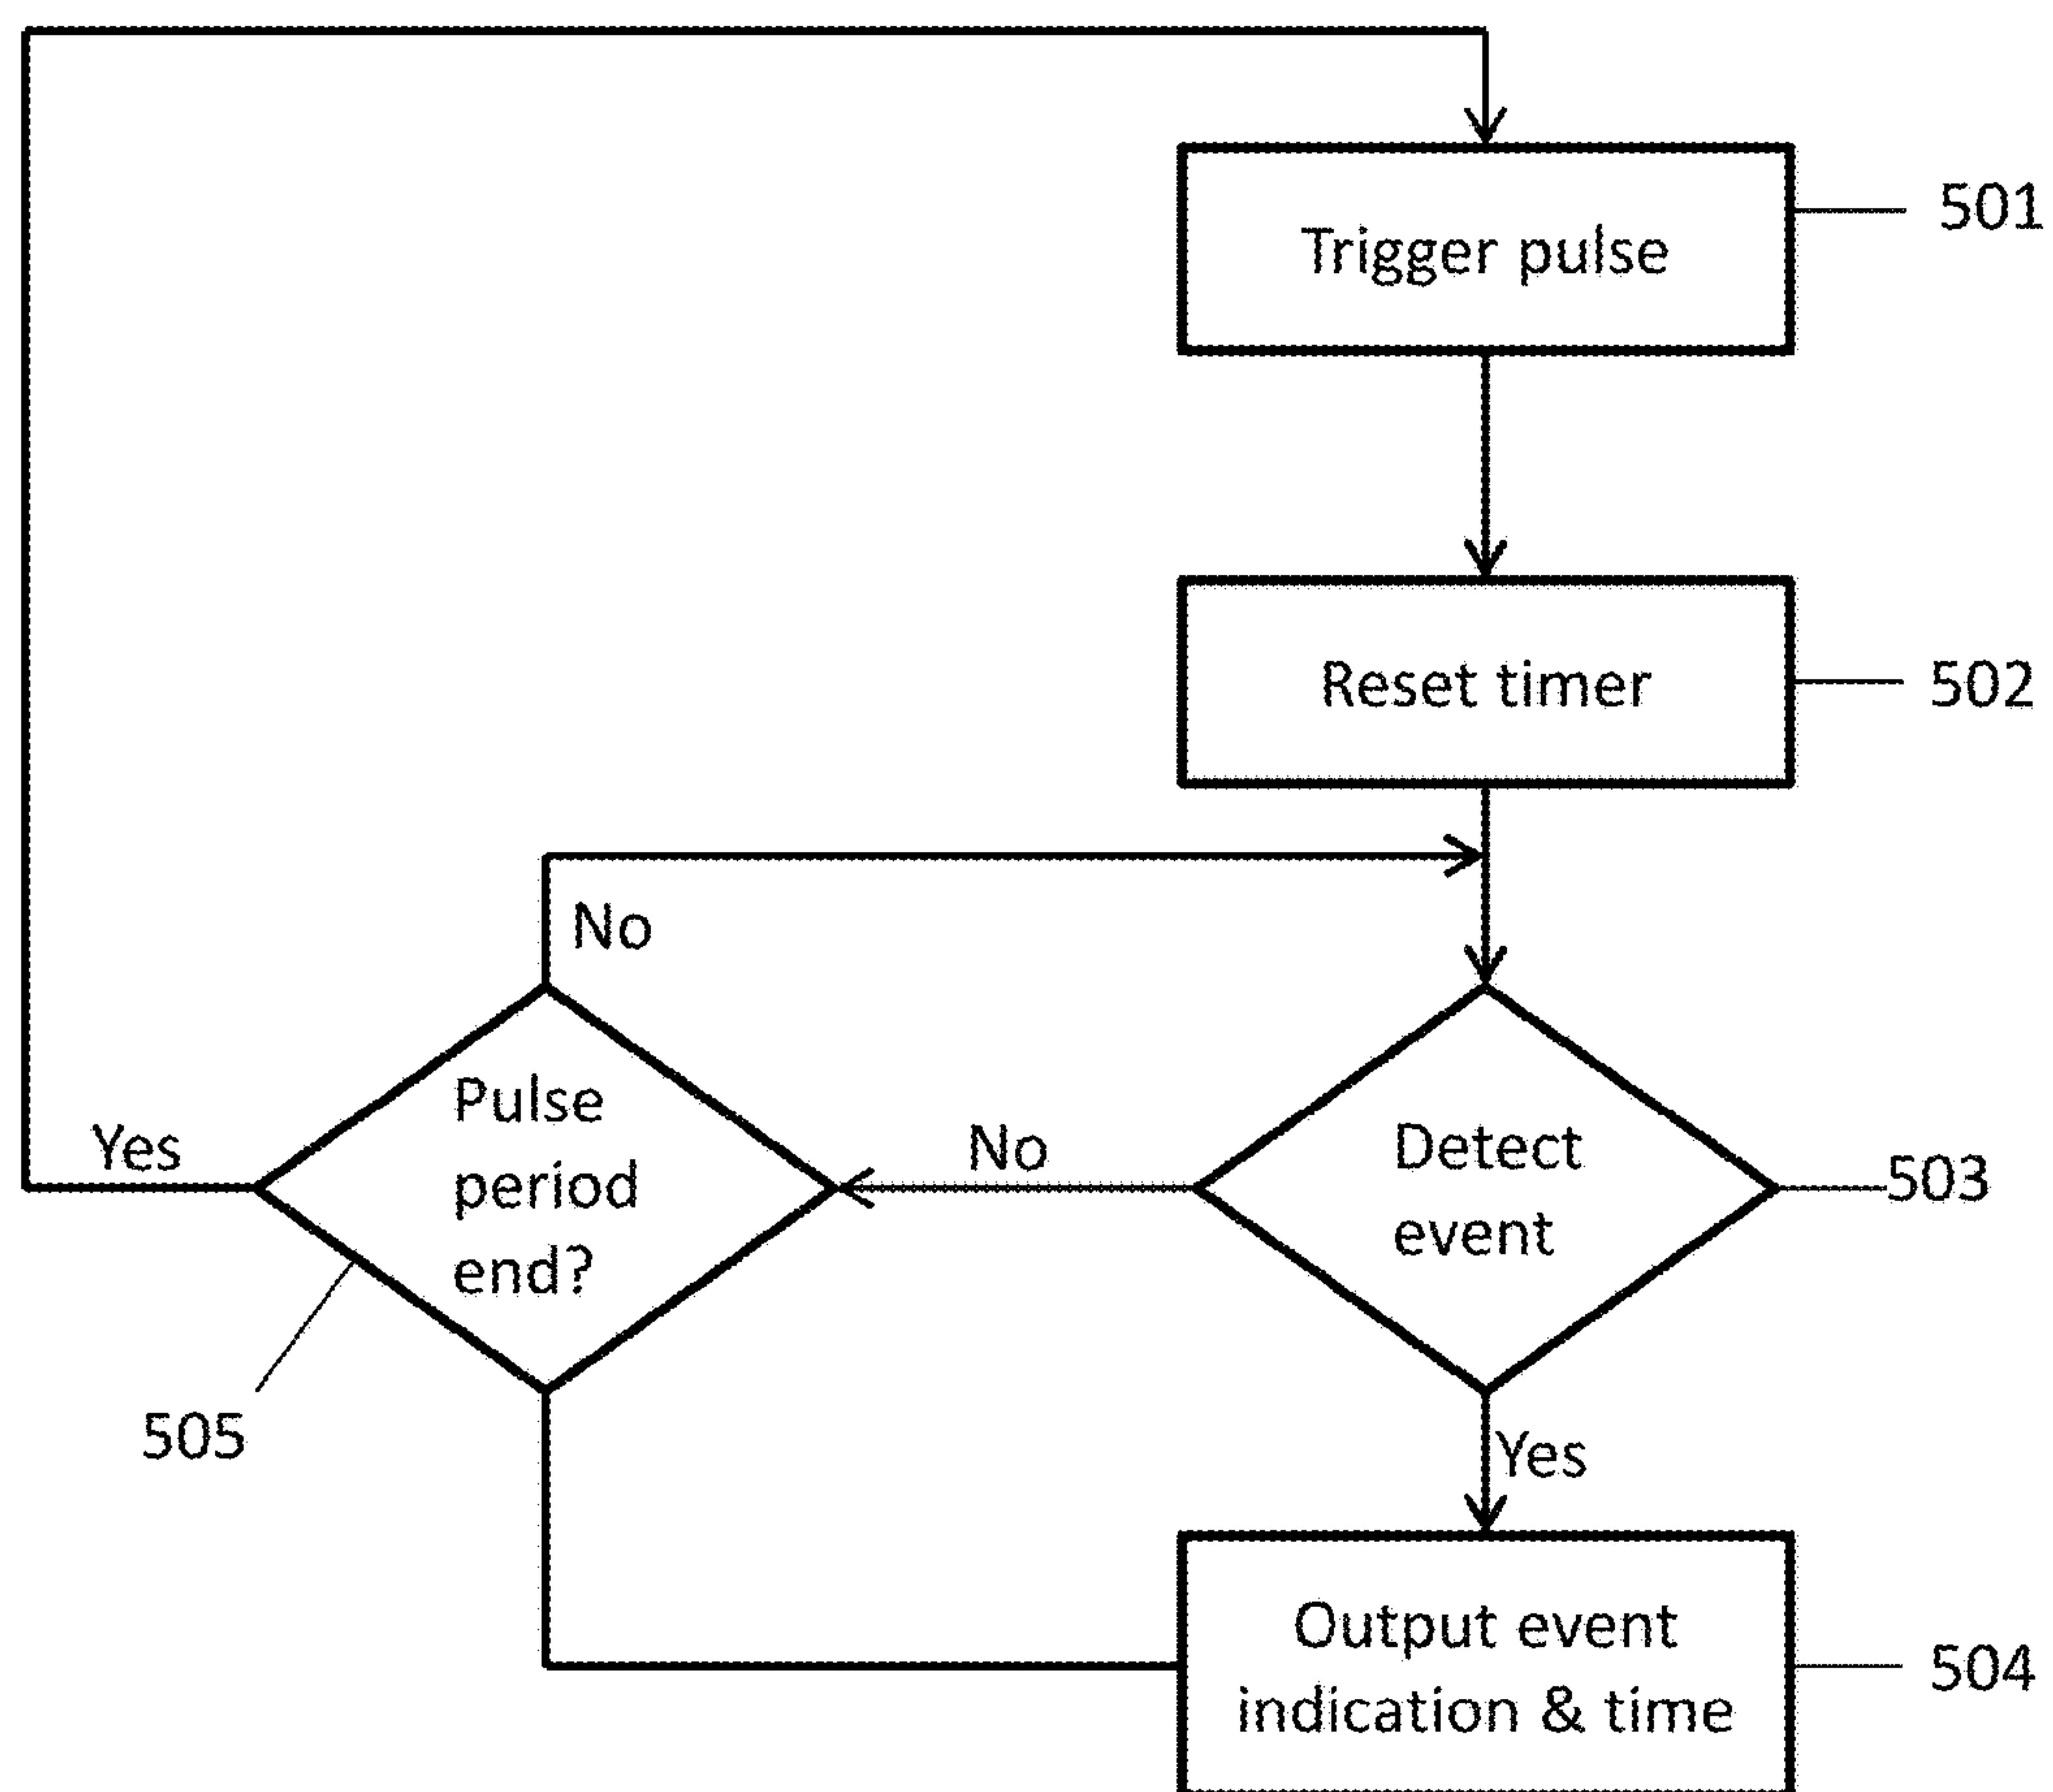 Trigger pulse
501
Reset timer
502
No
Pulse
period
end?
Yes
No
Detect
event
503
505
Yes
Output event
indication & time
504